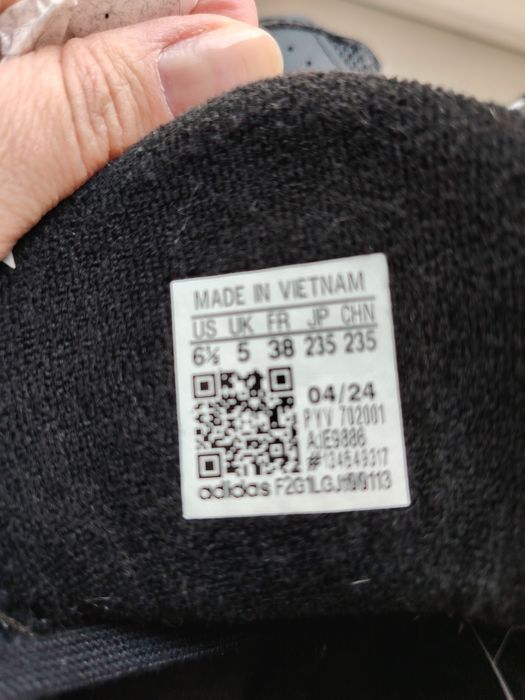 MADE IN VIETNAM
US UK FR JP CHN
6½ 5 38 235 235
04/24
PYV 702001
#134649317
adidas